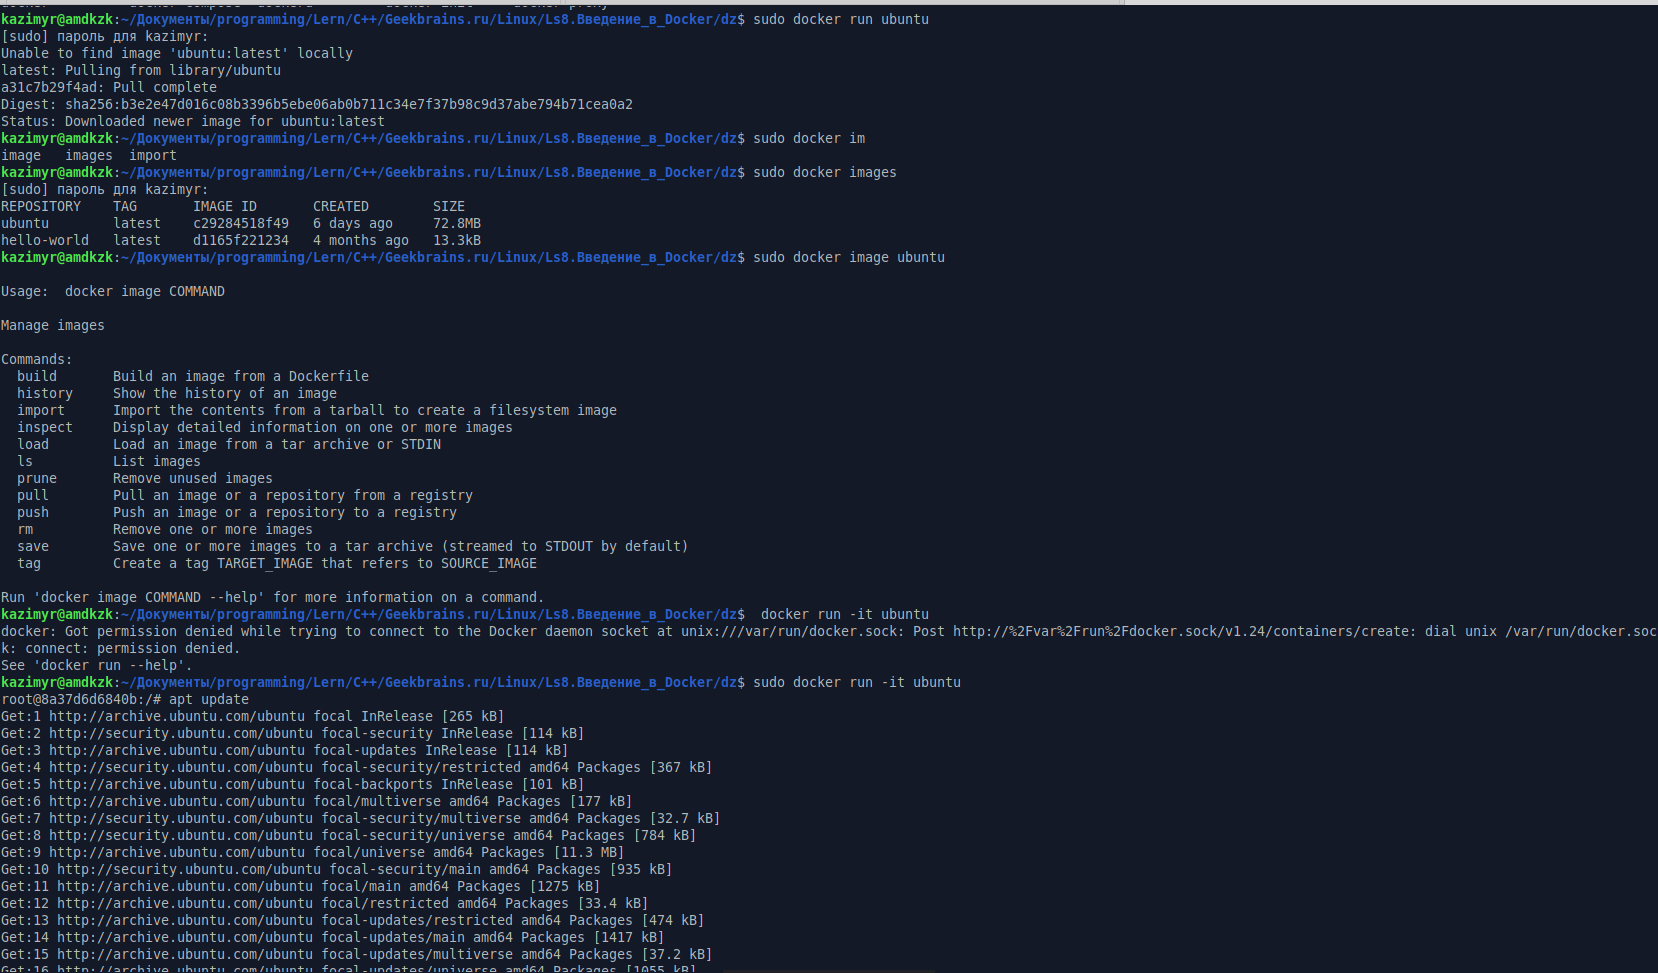 kazimyr@amdkzk:~/Документы/programming/Lern/C++/Geekbrains.ru/Linux/Ls8.Введение_в_Docker/dz$ sudo docker run ubuntu
[sudo] пароль для kazimyr:
Unable to find image 'ubuntu:latest' locally
latest: Pulling from library/ubuntu
a31c7b29f4ad: Pull complete
Digest: sha256:b3e2e47d016c08b3396b5ebe06ab0b711c34e7f37b98c9d37abe794b71cea0a2
Status: Downloaded newer image for ubuntu:latest
kazimyr@amdkzk:~/Документы/programming/Lern/C++/Geekbrains.ru/Linux/Ls8.Введение_в_Docker/dz$ sudo docker im
image   images  import
kazimyr@amdkzk:~/Документы/programming/Lern/C++/Geekbrains.ru/Linux/Ls8.Введение_в_Docker/dz$ sudo docker images
[sudo] пароль для kazimyr:
REPOSITORY    TAG       IMAGE ID       CREATED        SIZE
ubuntu        latest    c29284518f49   6 days ago     72.8MB
hello-world   latest    d1165f221234   4 months ago   13.3kB
kazimyr@amdkzk:~/Документы/programming/Lern/C++/Geekbrains.ru/Linux/Ls8.Введение_в_Docker/dz$ sudo docker image ubuntu
Usage:  docker image COMMAND
Manage images
Commands:
  build       Build an image from a Dockerfile
  history     Show the history of an image
  import      Import the contents from a tarball to create a filesystem image
  inspect     Display detailed information on one or more images
  load        Load an image from a tar archive or STDIN
  ls          List images
  prune       Remove unused images
  pull        Pull an image or a repository from a registry
  push        Push an image or a repository to a registry
  rm          Remove one or more images
  save        Save one or more images to a tar archive (streamed to STDOUT by default)
  tag         Create a tag TARGET_IMAGE that refers to SOURCE_IMAGE
Run 'docker image COMMAND --help' for more information on a command.
kazimyr@amdkzk:~/Документы/programming/Lern/C++/Geekbrains.ru/Linux/Ls8.Введение_в_Docker/dz$  docker run -it ubuntu
docker: Got permission denied while trying to connect to the Docker daemon socket at unix:///var/run/docker.sock: Post http://%2Fvar%2Frun%2Fdocker.sock/v1.24/containers/create: dial unix /var/run/docker.soc
k: connect: permission denied.
See 'docker run --help'.
kazimyr@amdkzk:~/Документы/programming/Lern/C++/Geekbrains.ru/Linux/Ls8.Введение_в_Docker/dz$ sudo docker run -it ubuntu
root@8a37d6d6840b:/# apt update
Get:1 http://archive.ubuntu.com/ubuntu focal InRelease [265 kB]
Get:2 http://security.ubuntu.com/ubuntu focal-security InRelease [114 kB]
Get:3 http://archive.ubuntu.com/ubuntu focal-updates InRelease [114 kB]
Get:4 http://security.ubuntu.com/ubuntu focal-security/restricted amd64 Packages [367 kB]
Get:5 http://archive.ubuntu.com/ubuntu focal-backports InRelease [101 kB]
Get:6 http://archive.ubuntu.com/ubuntu focal/multiverse amd64 Packages [177 kB]
Get:7 http://security.ubuntu.com/ubuntu focal-security/multiverse amd64 Packages [32.7 kB]
Get:8 http://security.ubuntu.com/ubuntu focal-security/universe amd64 Packages [784 kB]
Get:9 http://archive.ubuntu.com/ubuntu focal/universe amd64 Packages [11.3 MB]
Get:10 http://security.ubuntu.com/ubuntu focal-security/main amd64 Packages [935 kB]
Get:11 http://archive.ubuntu.com/ubuntu focal/main amd64 Packages [1275 kB]
Get:12 http://archive.ubuntu.com/ubuntu focal/restricted amd64 Packages [33.4 kB]
Get:13 http://archive.ubuntu.com/ubuntu focal-updates/restricted amd64 Packages [474 kB]
Get:14 http://archive.ubuntu.com/ubuntu focal-updates/main amd64 Packages [1417 kB]
Get:15 http://archive.ubuntu.com/ubuntu focal-updates/multiverse amd64 Packages [37.2 kB]
Get:16 http://archive.ubuntu.com/ubuntu focal-updates/universe amd64 Packages [1055 kB]